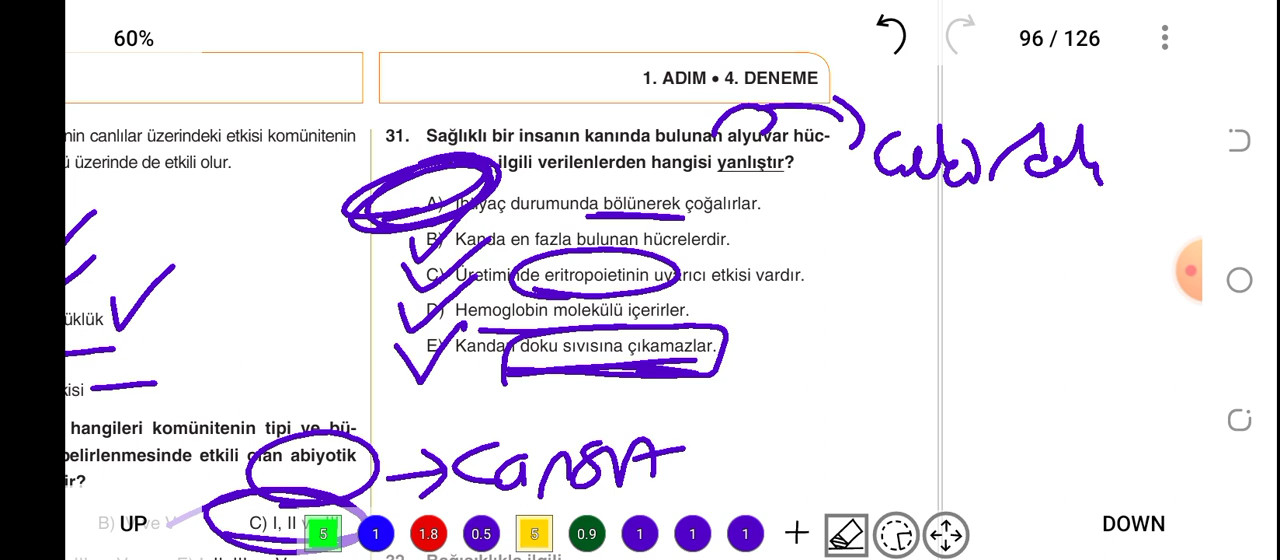 60%
96 / 126
1. ADIM • 4. DENEME
nin canlılar üzerindeki etkisi komünitenin
ü üzerinde de etkili olur.
üklük
kisi
hangileri komünitenin tipi ve bü-
belirlenmesinde etkili olan abiyotik
ir?
B)
C) I, II
cansız
31. Sağlıklı bir insanın kanında bulunan alyuvar hüc-
ilgili verilenlerden hangisi yanlıştır?
A) İhtiyaç durumunda bölünerek çoğalırlar.
B) Kanda en fazla bulunan hücrelerdir.
C) Üretiminde eritropoietinin uyarıcı etkisi vardır.
D) Hemoglobin molekülü içerirler.
E) Kandan doku sıvısına çıkamazlar.
UP
5 1 1.8 0.5 5 0.9 1 1 1
DOWN